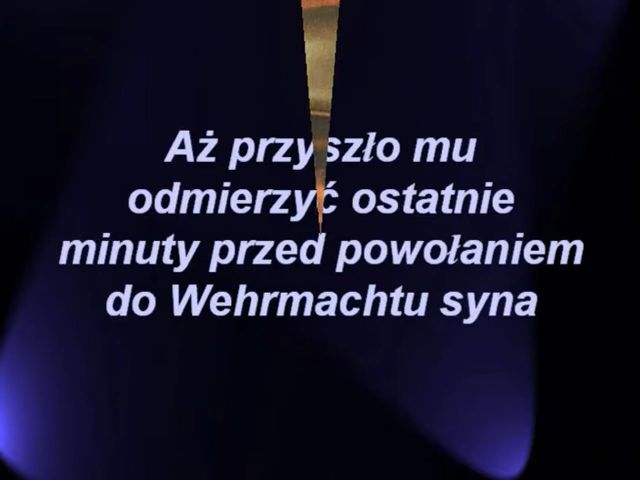 Aż przyszło mu
odmierzyć ostatnie
minuty przed powołaniem
do Wehrmachtu syna